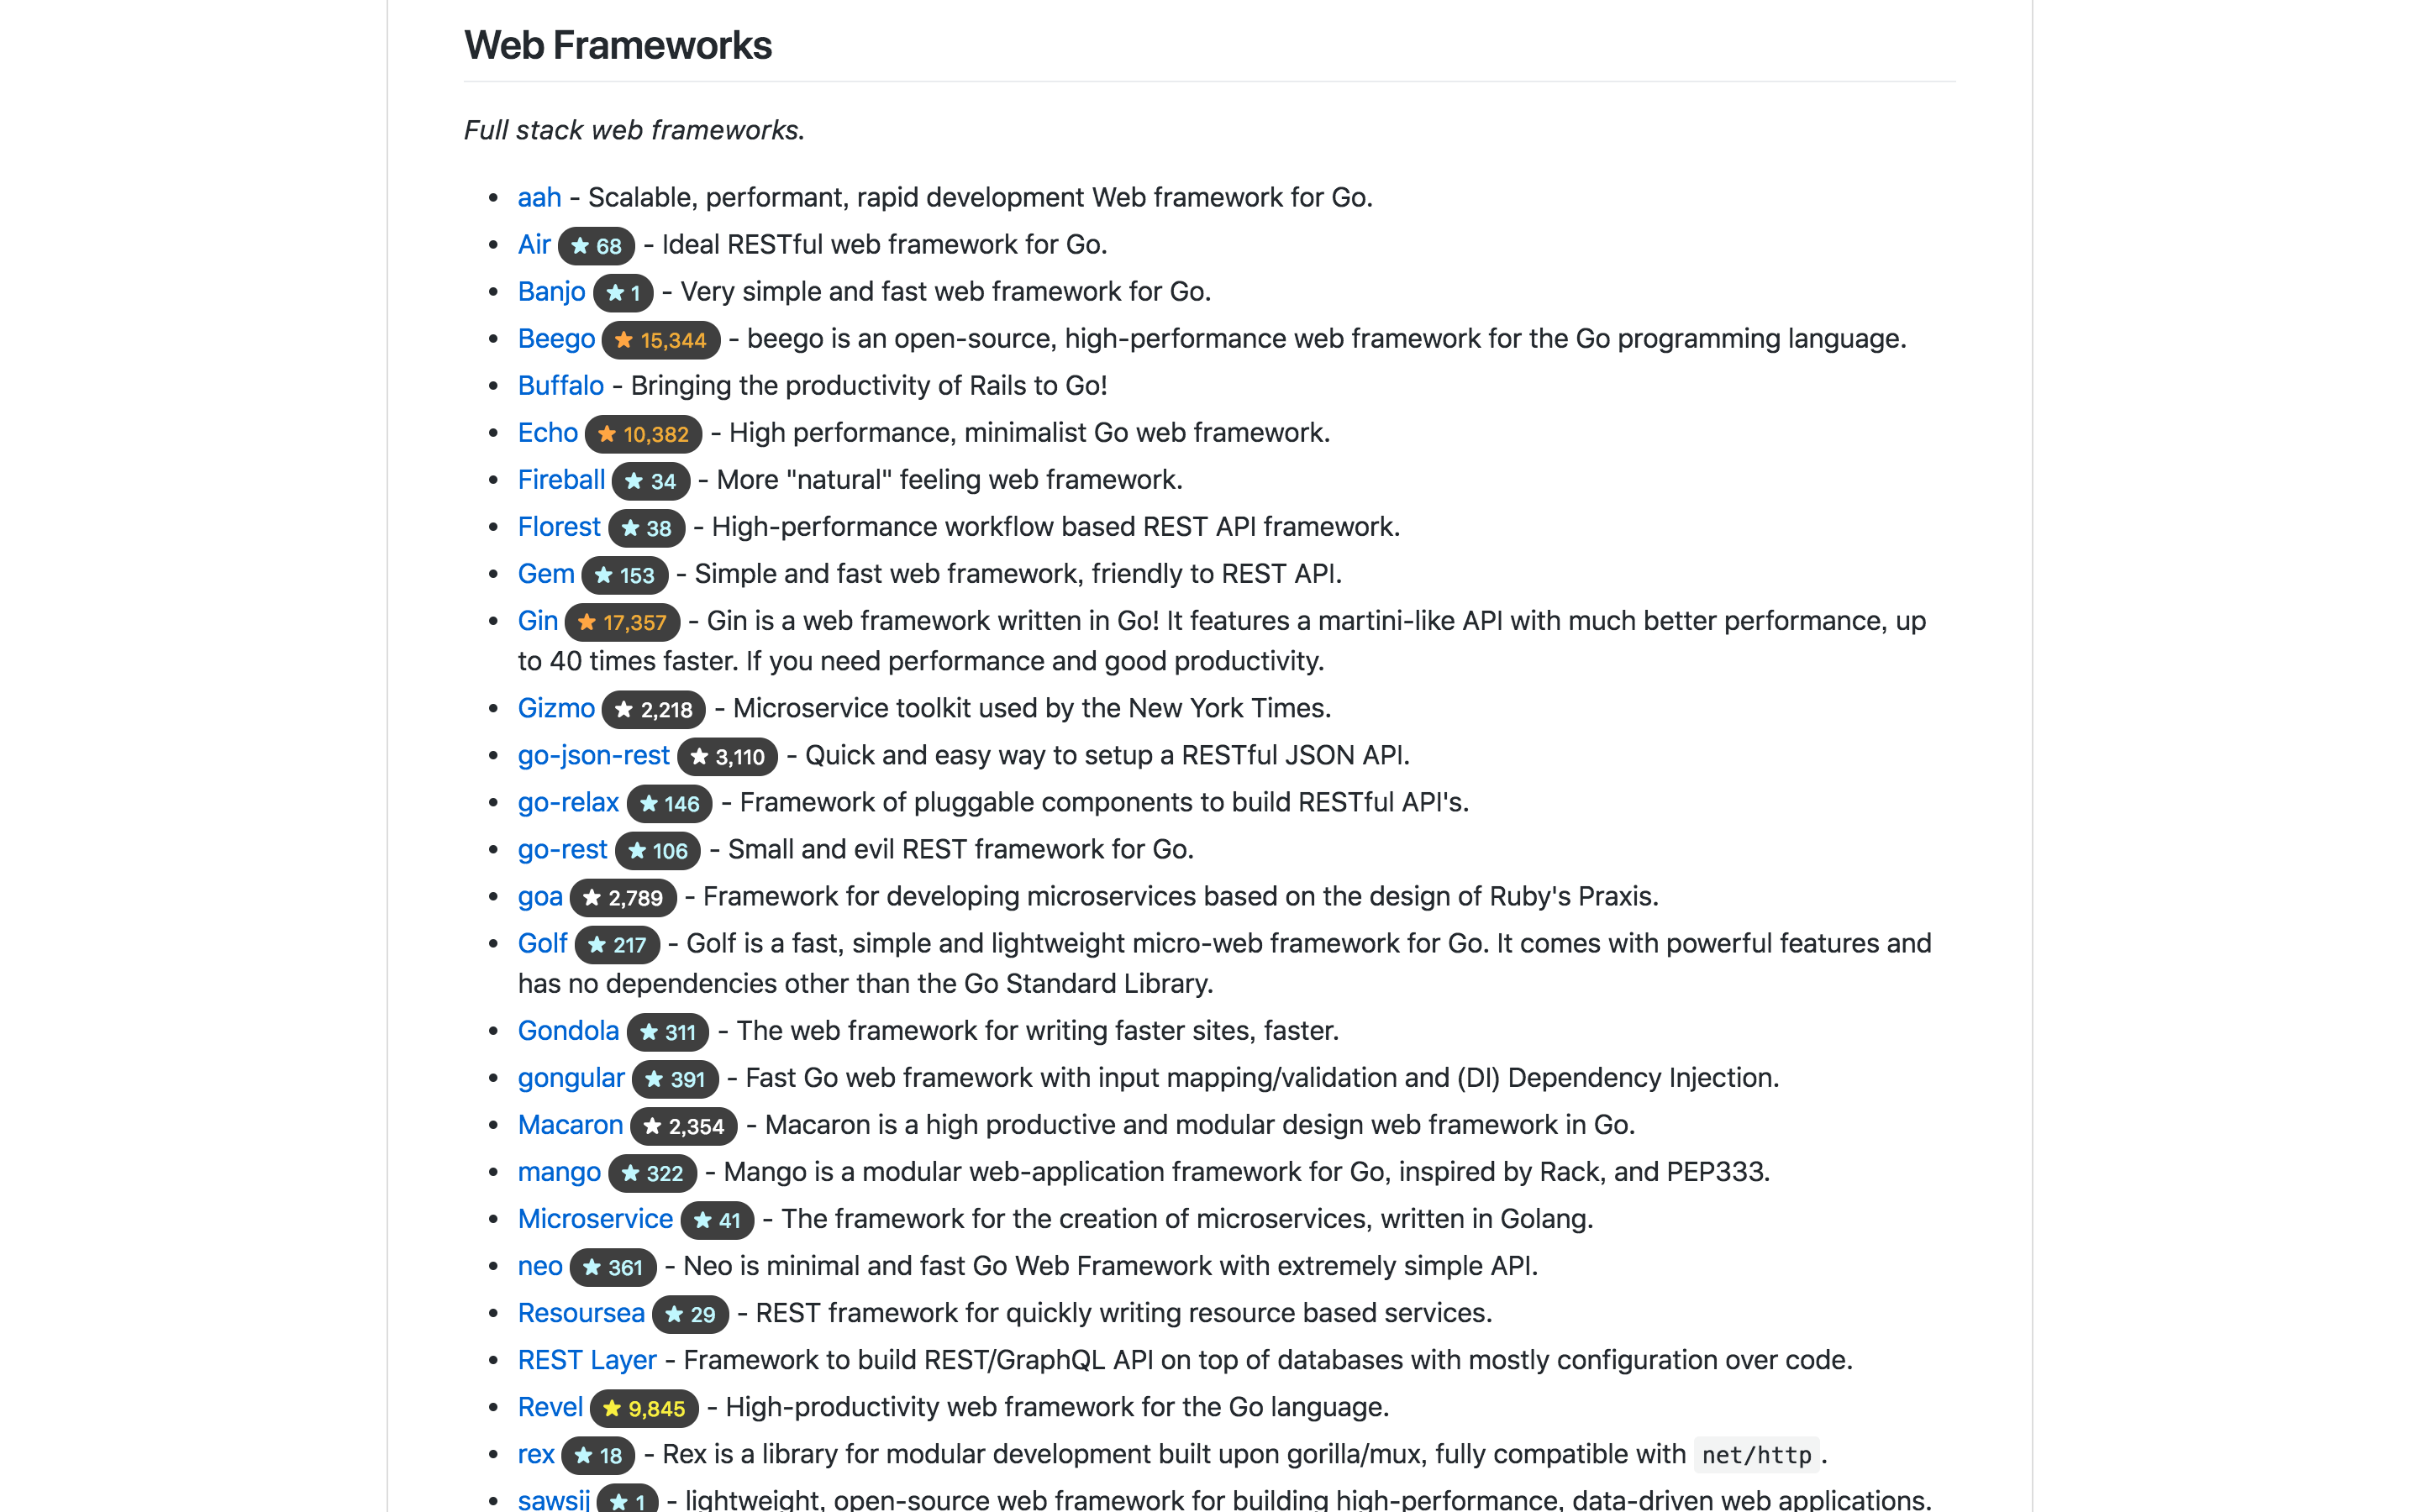 Web Frameworks
Full stack web frameworks.
• aah - Scalable, performant, rapid development Web framework for Go.
• Air ★ 68 - Ideal RESTful web framework for Go.
• Banjo ★ 1 - Very simple and fast web framework for Go.
• Beego ★ 15,344 - beego is an open-source, high-performance web framework for the Go programming language.
• Buffalo - Bringing the productivity of Rails to Go!
• Echo ★ 10,382 - High performance, minimalist Go web framework.
• Fireball ★ 34 - More "natural" feeling web framework.
• Florest ★ 38 - High-performance workflow based REST API framework.
• Gem ★ 153 - Simple and fast web framework, friendly to REST API.
• Gin ★ 17,357 - Gin is a web framework written in Go! It features a martini-like API with much better performance, up
to 40 times faster. If you need performance and good productivity.
• Gizmo ★ 2,218 - Microservice toolkit used by the New York Times.
• go-json-rest ★ 3,110 - Quick and easy way to setup a RESTful JSON API.
• go-relax ★ 146 - Framework of pluggable components to build RESTful API's.
• go-rest ★ 106 - Small and evil REST framework for Go.
• goa ★ 2,789 - Framework for developing microservices based on the design of Ruby's Praxis.
• Golf ★ 217 - Golf is a fast, simple and lightweight micro-web framework for Go. It comes with powerful features and
has no dependencies other than the Go Standard Library.
• Gondola ★ 311 - The web framework for writing faster sites, faster.
• gongular ★ 391 - Fast Go web framework with input mapping/validation and (DI) Dependency Injection.
• Macaron ★ 2,354 - Macaron is a high productive and modular design web framework in Go.
• mango ★ 322 - Mango is a modular web-application framework for Go, inspired by Rack, and PEP333.
• Microservice ★ 41 - The framework for the creation of microservices, written in Golang.
• neo ★ 361 - Neo is minimal and fast Go Web Framework with extremely simple API.
• Resoursea ★ 29 - REST framework for quickly writing resource based services.
• REST Layer - Framework to build REST/GraphQL API on top of databases with mostly configuration over code.
• Revel ★ 9,845 - High-productivity web framework for the Go language.
• rex ★ 18 - Rex is a library for modular development built upon gorilla/mux, fully compatible with net/http.
• sawsij ★ 1 - lightweight, open-source web framework for building high-performance, data-driven web applications.